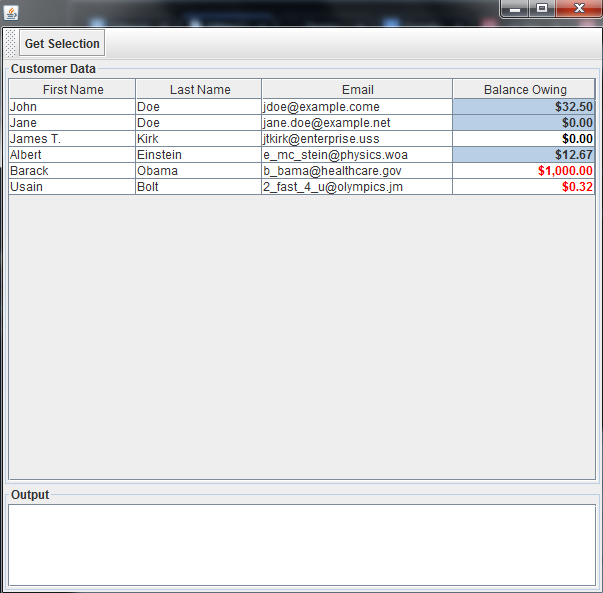 Get Selection
Customer Data
First Name Last Name Email Balance Owing
John Doe jdoe@example.come $32.50
Jane Doe jane.doe@example.net $0.00
James T. Kirk jtkirk@enterprise.uss $0.00
Albert Einstein e_mc_stein@physics.woa $12.67
Barack Obama b_bama@healthcare.gov $1,000.00
Usain Bolt 2_fast_4_u@olympics.jm $0.32
Output